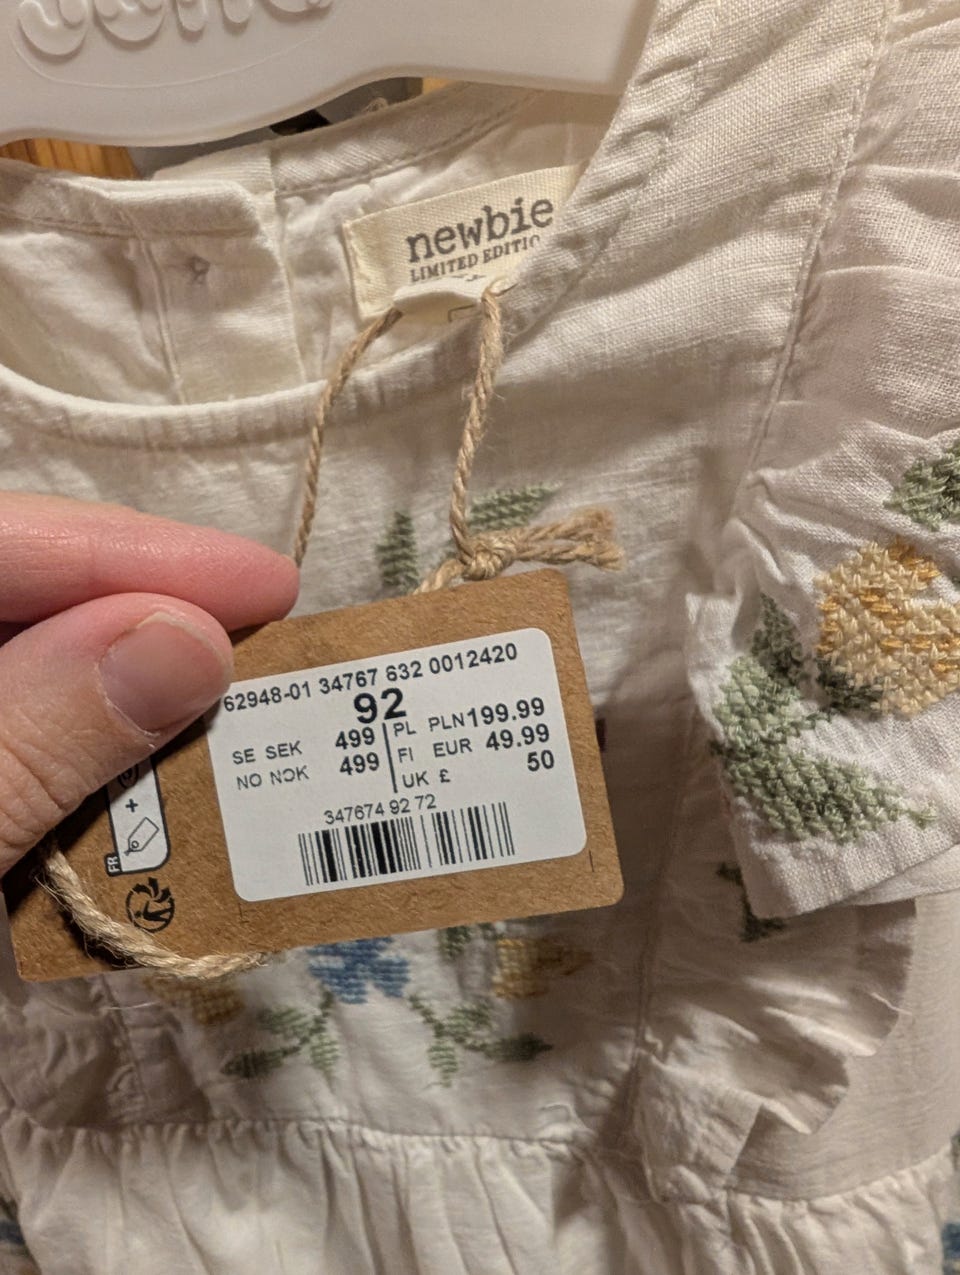 newbie
LIMITED EDITIO
62948-01 34767 632 0012420
92
SE SEK 499
NO NOK 499
PL PLN199.99
FI EUR 49.99
UK £ 50
347674 92 72
FR
+